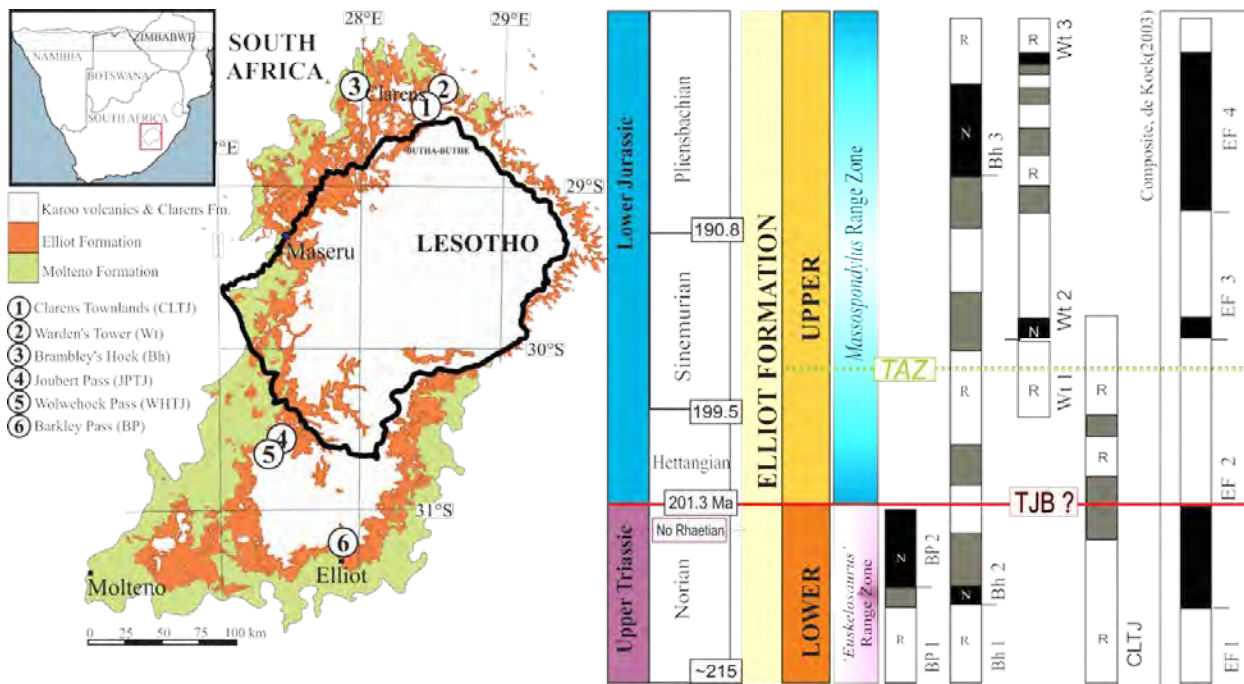 ZIMBABWE
NAMIBIA
BOTSWANA
SOUTH AFRICA
SOUTH
AFRICA
28°E
29°E
3
Clarens
2
1
BUTHA-BUTHE
29°S
Karoo volcanics & Clarens Fm.
Elliot Formation
Molteno Formation
Maseru
LESOTHO
1 Clarens Townlands (CLTJ)
2 Warden's Tower (Wt)
3 Brambley's Hoek (Bh)
4 Joubert Pass (JPTJ)
5 Wolwehoek Pass (WHTJ)
6 Barkley Pass (BP)
30°S
4
5
31°S
6
Elliot
Molteno
0 25 50 75 100 km
Lower Jurassic
Upper Triassic
Pliensbachian
190.8
Sinemurian
199.5
Hettangian
201.3 Ma
No Rhaetian
Norian
~215
ELLIOT FORMATION
UPPER
LOWER
Massospondylus Range Zone
'Euskelosaurus'
Range Zone
TAZ
TJB ?
N
R
BP 2
BP 1
N
R
N
R
Bh 3
Bh 2
Bh 1
R
R
N
R
Wt 3
Wt 2
Wt 1
R
R
R
CLTJ
Composite, de Kock(2003)
EF 4
EF 3
EF 2
EF 1